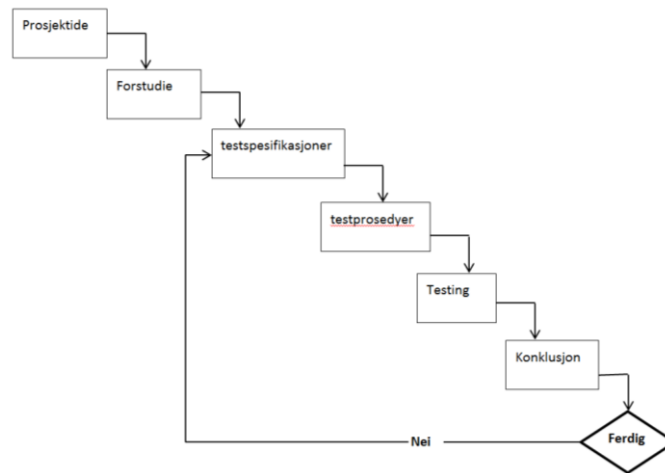 Prosjektide
Forstudie
testspesifikasjoner
testprosedyer
Testing
Konklusjon
Ferdig
Nei